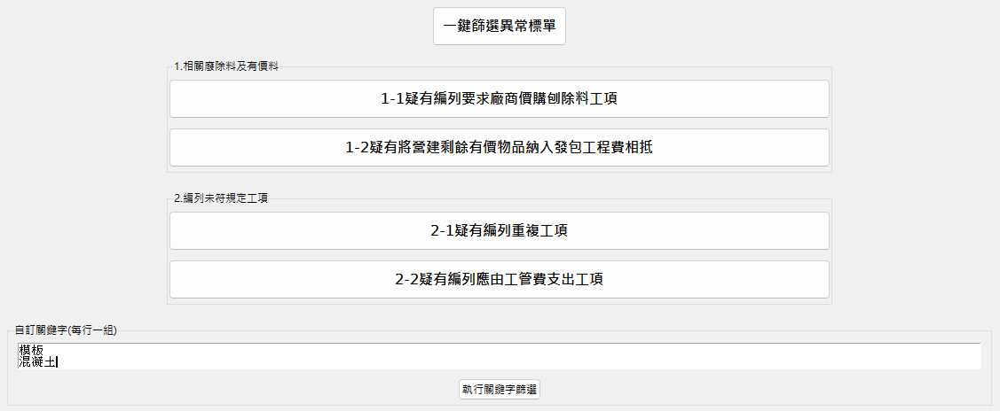 一鍵篩選異常標單
1.相關廢除料及有價料
1-1疑有編列要求廠商價購刨除料工項
1-2疑有將營建剩餘有價物品納入發包工程費相抵
2.編列未符規定工項
2-1疑有編列重複工項
2-2疑有編列應由工管費支出工項
自訂關鍵字(每行一組)
模板
混凝土
執行關鍵字篩選